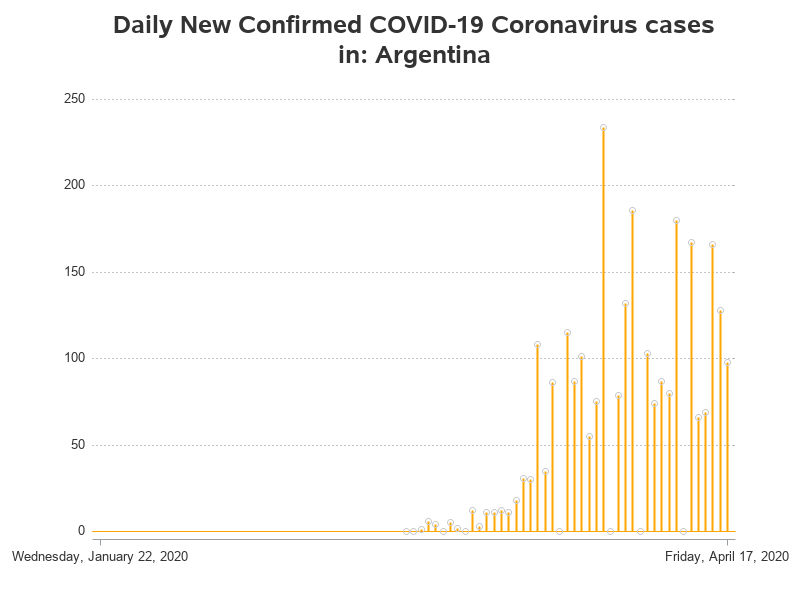 Daily New Confirmed COVID-19 Coronavirus cases
in: Argentina
250
200
150
100
50
0
Wednesday, January 22, 2020
Friday, April 17, 2020